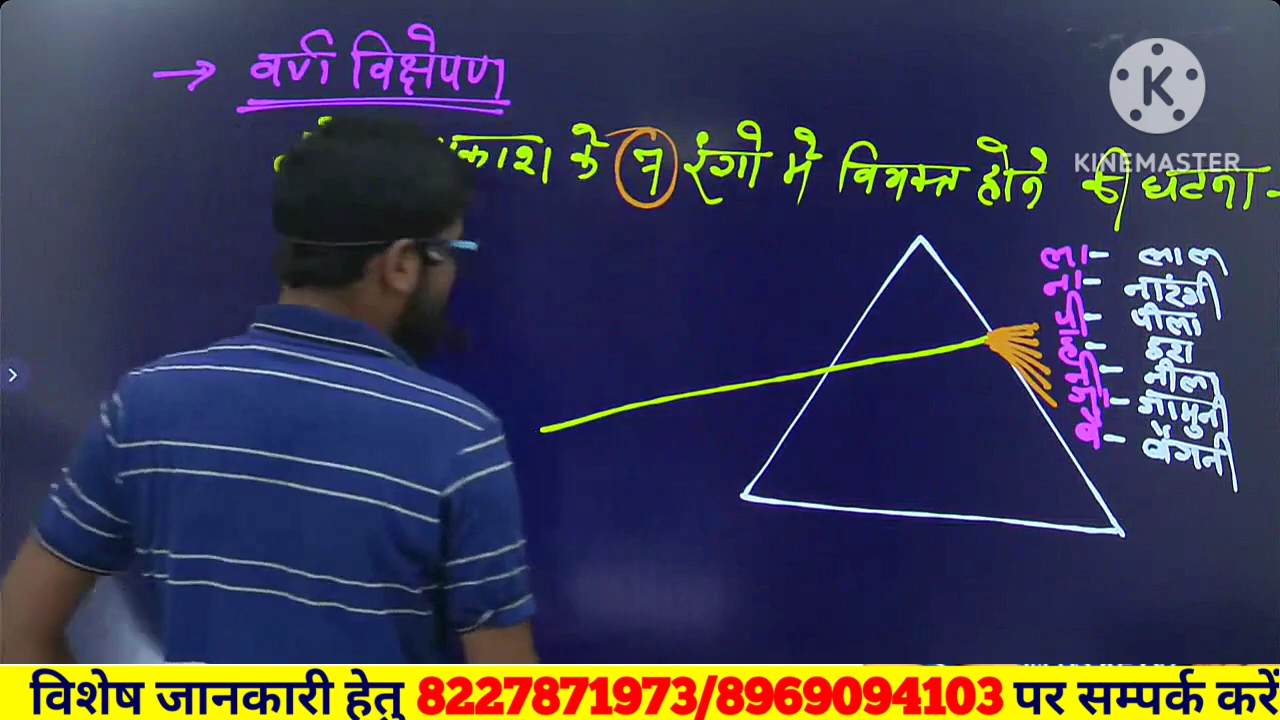 → वर्ण विक्षेपण
के 7 रंगो मे विभक्त होने की घटना -
KINEMASTER
लाल
नारंगी
पीला
हरा
नीला
जामुनी
बैंगनी
विशेष जानकारी हेतु 8227871973/8969094103 पर सम्पर्क करें